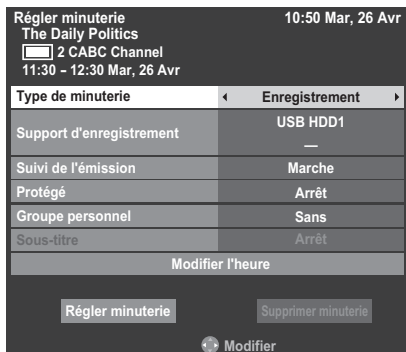 Régler minuterie 10:50 Mar, 26 Avr
The Daily Politics
2 CABC Channel
11:30 – 12:30 Mar, 26 Avr
Type de minuterie Enregistrement
Support d'enregistrement USB HDD1
—
Suivi de l'émission Marche
Protégé Arrêt
Groupe personnel Sans
Sous-titre Arrêt
Modifier l'heure
Régler minuterie Supprimer minuterie
Modifier